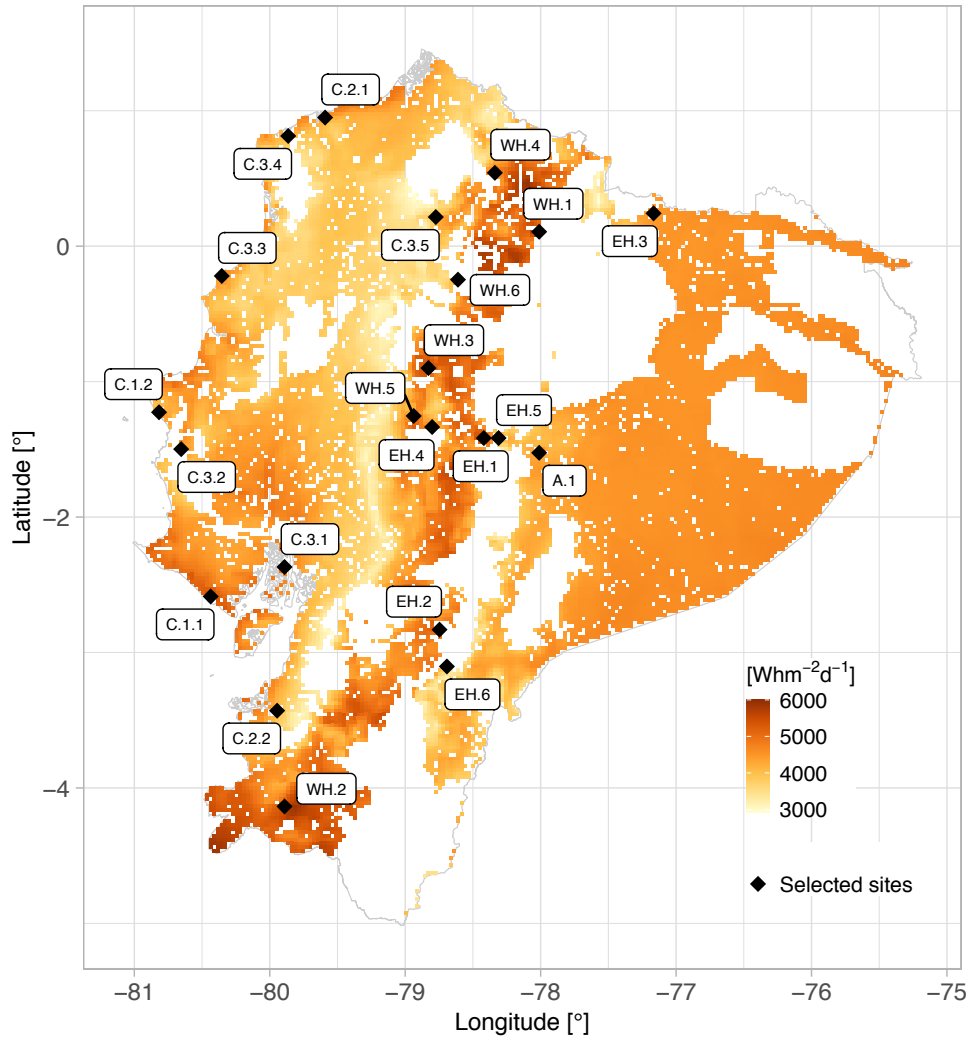 C.2.1
C.3.4
WH.4
WH.1
C.3.5
EH.3
C.3.3
WH.6
WH.3
C.1.2
WH.5
EH.5
EH.4
EH.1
A.1
C.3.2
C.3.1
EH.2
C.1.1
EH.6
C.2.2
WH.2
0
−2
−4
Latitude [°]
[Whm−2d−1]
6000
5000
4000
3000
Selected sites
−81 −80 −79 −78 −77 −76 −75
Longitude [°]